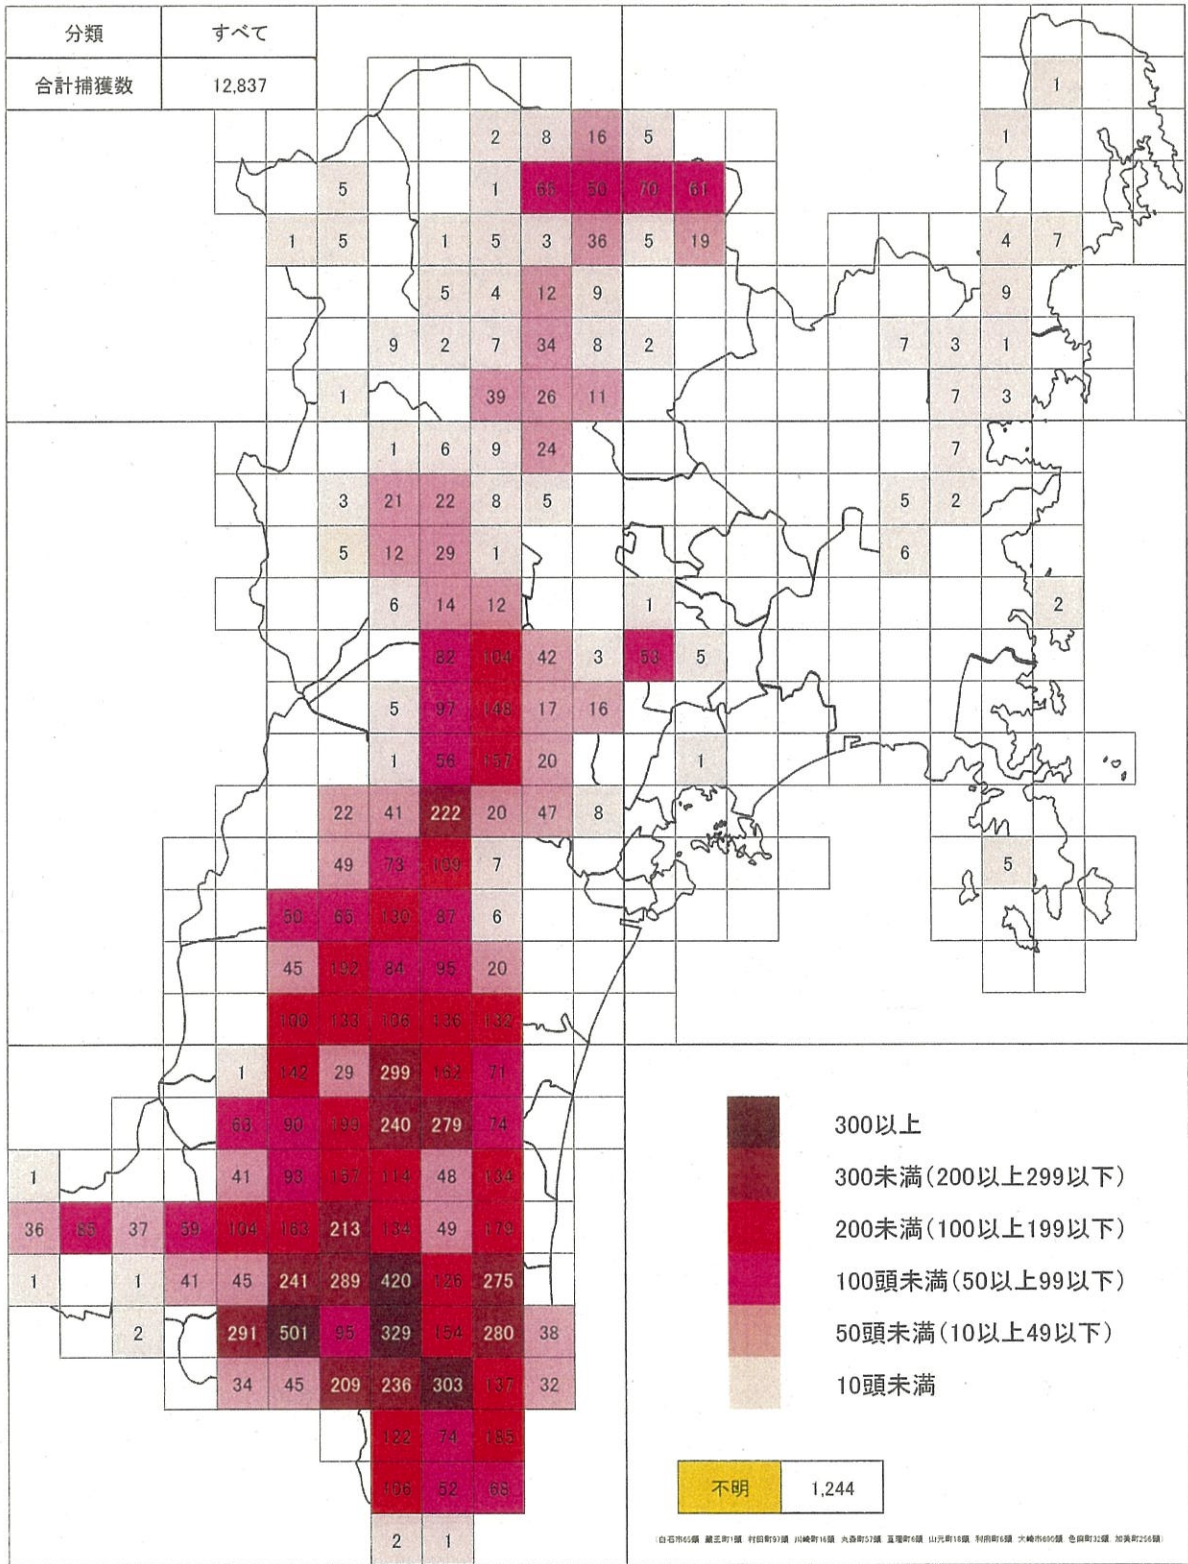 分類 すべて
合計捕獲数 12,837
1
2 8 16 5 1
5 1 65 50 70 61
1 5 1 5 3 36 5 19 4 7
5 4 12 9 9
9 2 7 34 8 2 7 3 1
1 39 26 11 7 3
1 6 9 24 7
3 21 22 8 5 5 2
5 12 29 1 6
6 14 12 1 2
82 104 42 3 53 5
5 97 148 17 16
1 56 157 20 1
22 41 222 20 47 8
49 73 109 7 5
50 65 130 87 6
45 192 84 95 20
100 133 106 136 132
1 142 29 299 162 71
63 90 199 240 279 74
1 41 93 157 114 48 134
36 85 37 59 104 163 213 134 49 179
1 1 41 45 241 289 420 126 275
2 291 501 95 329 154 280 38
34 45 209 236 303 137 32
122 74 185
106 52 68
2 1
300以上
300未満(200以上299以下)
200未満(100以上199以下)
100頭未満(50以上99以下)
50頭未満(10以上49以下)
10頭未満
不明 1,244